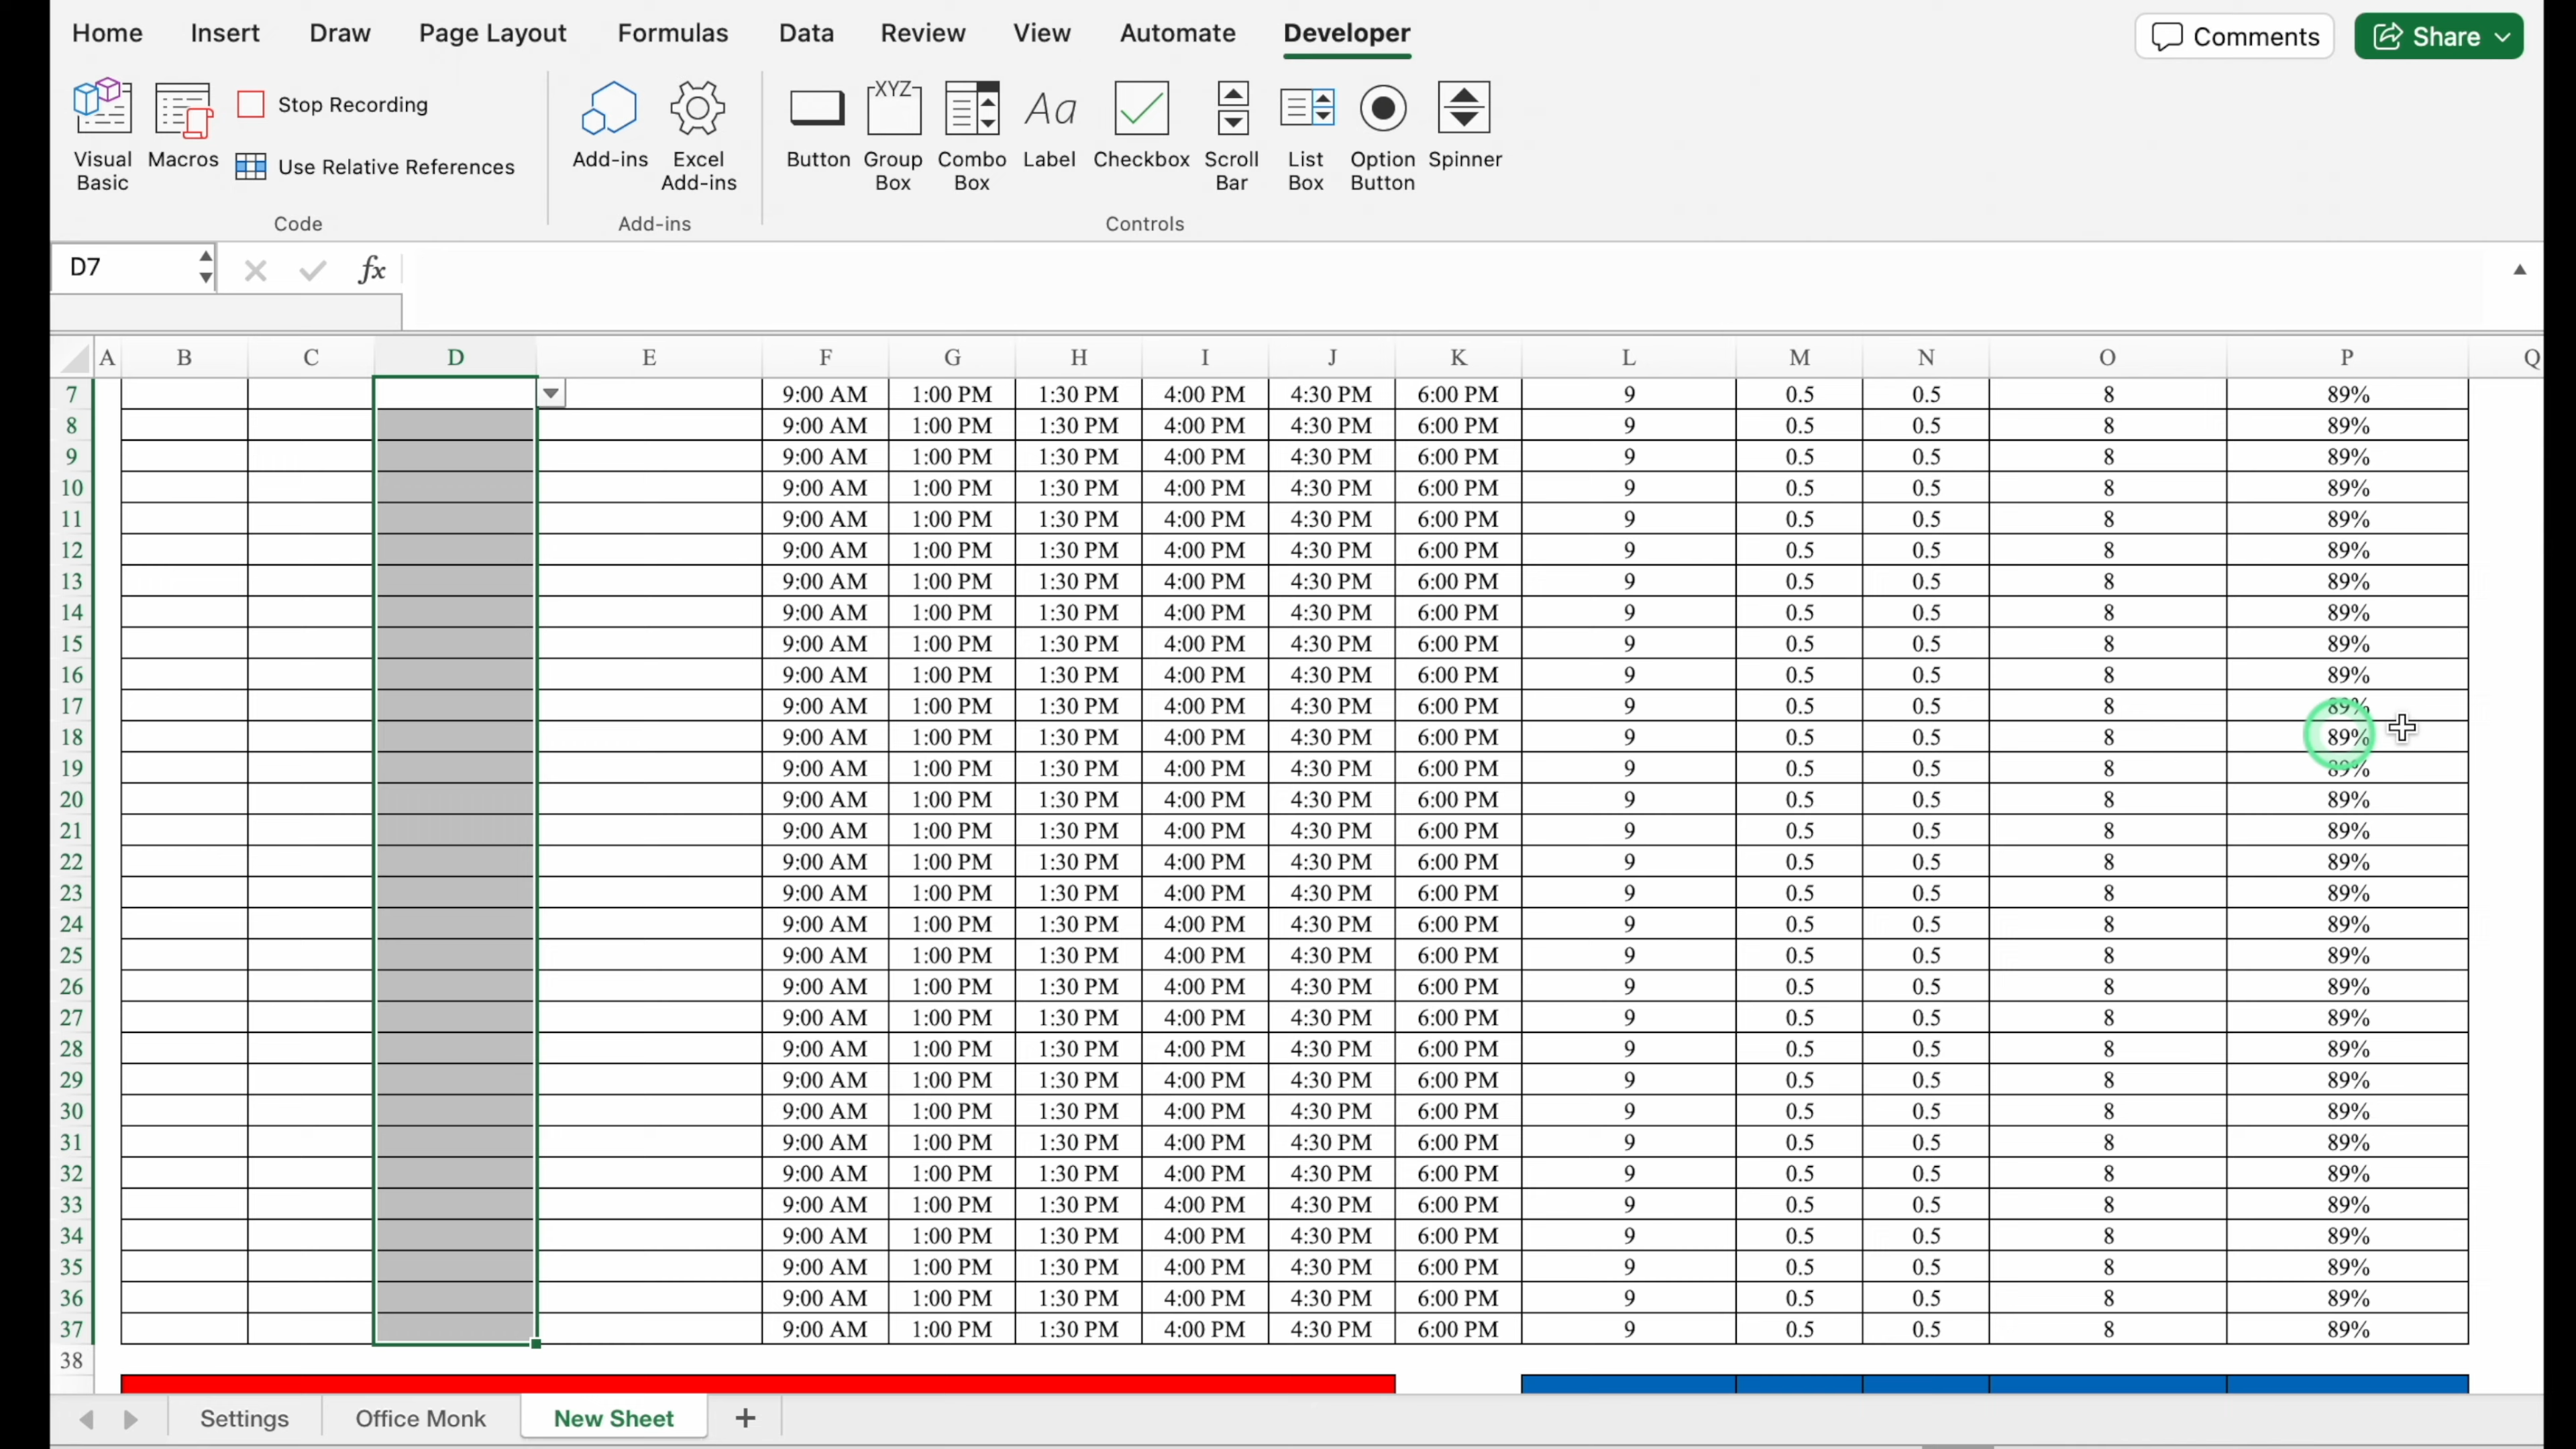 Home Insert Draw Page Layout Formulas Data Review View Automate Developer Comments Share
Visual Basic Macros Stop Recording Use Relative References
Code
Add-ins Excel Add-ins
Add-ins
Button Group Box Combo Box Label Checkbox Scroll Bar List Box Option Button Spinner
XYZ Aa
Controls
D7 fx
A B C D E F G H I J K L M N O P Q
7 9:00 AM 1:00 PM 1:30 PM 4:00 PM 4:30 PM 6:00 PM 9 0.5 0.5 8 89%
8 9:00 AM 1:00 PM 1:30 PM 4:00 PM 4:30 PM 6:00 PM 9 0.5 0.5 8 89%
9 9:00 AM 1:00 PM 1:30 PM 4:00 PM 4:30 PM 6:00 PM 9 0.5 0.5 8 89%
10 9:00 AM 1:00 PM 1:30 PM 4:00 PM 4:30 PM 6:00 PM 9 0.5 0.5 8 89%
11 9:00 AM 1:00 PM 1:30 PM 4:00 PM 4:30 PM 6:00 PM 9 0.5 0.5 8 89%
12 9:00 AM 1:00 PM 1:30 PM 4:00 PM 4:30 PM 6:00 PM 9 0.5 0.5 8 89%
13 9:00 AM 1:00 PM 1:30 PM 4:00 PM 4:30 PM 6:00 PM 9 0.5 0.5 8 89%
14 9:00 AM 1:00 PM 1:30 PM 4:00 PM 4:30 PM 6:00 PM 9 0.5 0.5 8 89%
15 9:00 AM 1:00 PM 1:30 PM 4:00 PM 4:30 PM 6:00 PM 9 0.5 0.5 8 89%
16 9:00 AM 1:00 PM 1:30 PM 4:00 PM 4:30 PM 6:00 PM 9 0.5 0.5 8 89%
17 9:00 AM 1:00 PM 1:30 PM 4:00 PM 4:30 PM 6:00 PM 9 0.5 0.5 8 89%
18 9:00 AM 1:00 PM 1:30 PM 4:00 PM 4:30 PM 6:00 PM 9 0.5 0.5 8 89%
19 9:00 AM 1:00 PM 1:30 PM 4:00 PM 4:30 PM 6:00 PM 9 0.5 0.5 8 89%
20 9:00 AM 1:00 PM 1:30 PM 4:00 PM 4:30 PM 6:00 PM 9 0.5 0.5 8 89%
21 9:00 AM 1:00 PM 1:30 PM 4:00 PM 4:30 PM 6:00 PM 9 0.5 0.5 8 89%
22 9:00 AM 1:00 PM 1:30 PM 4:00 PM 4:30 PM 6:00 PM 9 0.5 0.5 8 89%
23 9:00 AM 1:00 PM 1:30 PM 4:00 PM 4:30 PM 6:00 PM 9 0.5 0.5 8 89%
24 9:00 AM 1:00 PM 1:30 PM 4:00 PM 4:30 PM 6:00 PM 9 0.5 0.5 8 89%
25 9:00 AM 1:00 PM 1:30 PM 4:00 PM 4:30 PM 6:00 PM 9 0.5 0.5 8 89%
26 9:00 AM 1:00 PM 1:30 PM 4:00 PM 4:30 PM 6:00 PM 9 0.5 0.5 8 89%
27 9:00 AM 1:00 PM 1:30 PM 4:00 PM 4:30 PM 6:00 PM 9 0.5 0.5 8 89%
28 9:00 AM 1:00 PM 1:30 PM 4:00 PM 4:30 PM 6:00 PM 9 0.5 0.5 8 89%
29 9:00 AM 1:00 PM 1:30 PM 4:00 PM 4:30 PM 6:00 PM 9 0.5 0.5 8 89%
30 9:00 AM 1:00 PM 1:30 PM 4:00 PM 4:30 PM 6:00 PM 9 0.5 0.5 8 89%
31 9:00 AM 1:00 PM 1:30 PM 4:00 PM 4:30 PM 6:00 PM 9 0.5 0.5 8 89%
32 9:00 AM 1:00 PM 1:30 PM 4:00 PM 4:30 PM 6:00 PM 9 0.5 0.5 8 89%
33 9:00 AM 1:00 PM 1:30 PM 4:00 PM 4:30 PM 6:00 PM 9 0.5 0.5 8 89%
34 9:00 AM 1:00 PM 1:30 PM 4:00 PM 4:30 PM 6:00 PM 9 0.5 0.5 8 89%
35 9:00 AM 1:00 PM 1:30 PM 4:00 PM 4:30 PM 6:00 PM 9 0.5 0.5 8 89%
36 9:00 AM 1:00 PM 1:30 PM 4:00 PM 4:30 PM 6:00 PM 9 0.5 0.5 8 89%
37 9:00 AM 1:00 PM 1:30 PM 4:00 PM 4:30 PM 6:00 PM 9 0.5 0.5 8 89%
38
Settings Office Monk New Sheet +